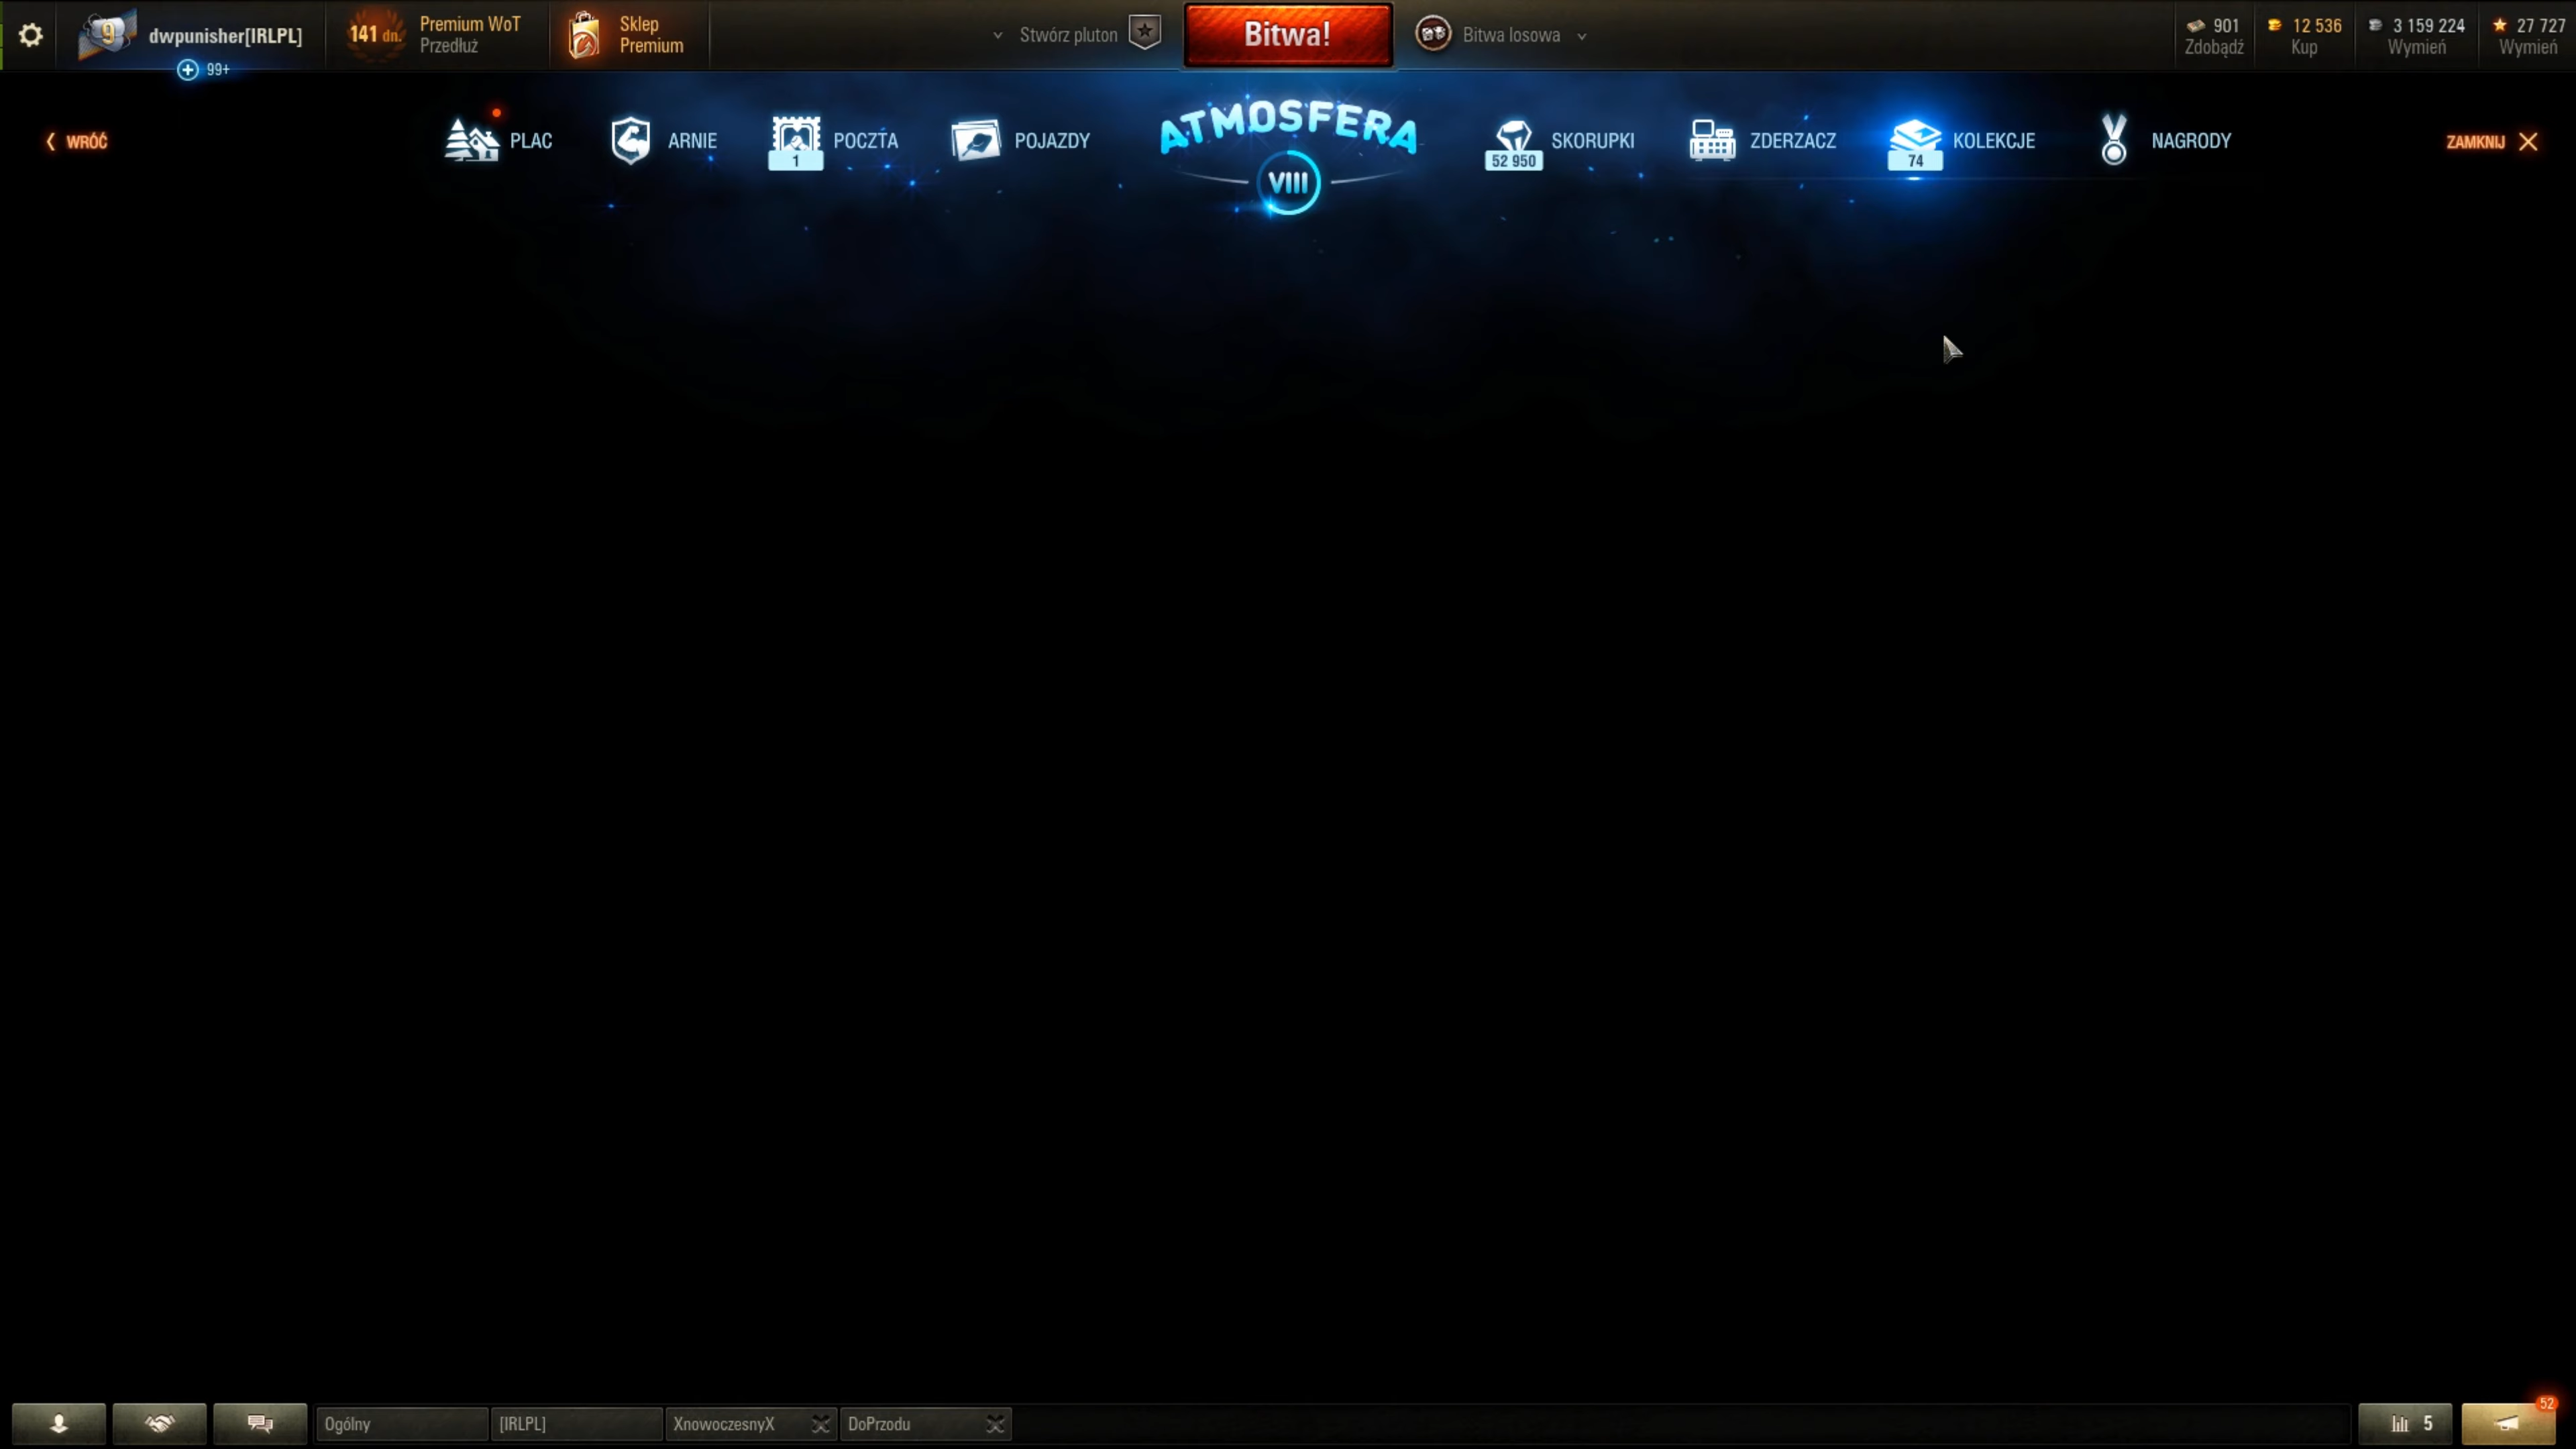 9
dwpunisher[IRLPL]
99+
141 dn.
Premium WoT
Przedłuż
Sklep
Premium
Stwórz pluton
Bitwa!
Bitwa losowa
901
Zdobądź
12 536
Kup
3 159 224
Wymień
27 727
Wymień
WRÓĆ
PLAC
ARNIE
1
POCZTA
POJAZDY
ATMOSFERA
VIII
52 950
SKORUPKI
ZDERZACZ
74
KOLEKCJE
NAGRODY
ZAMKNIJ
Ogólny
[IRLPL]
XnowoczesnyX
DoPrzodu
5
52